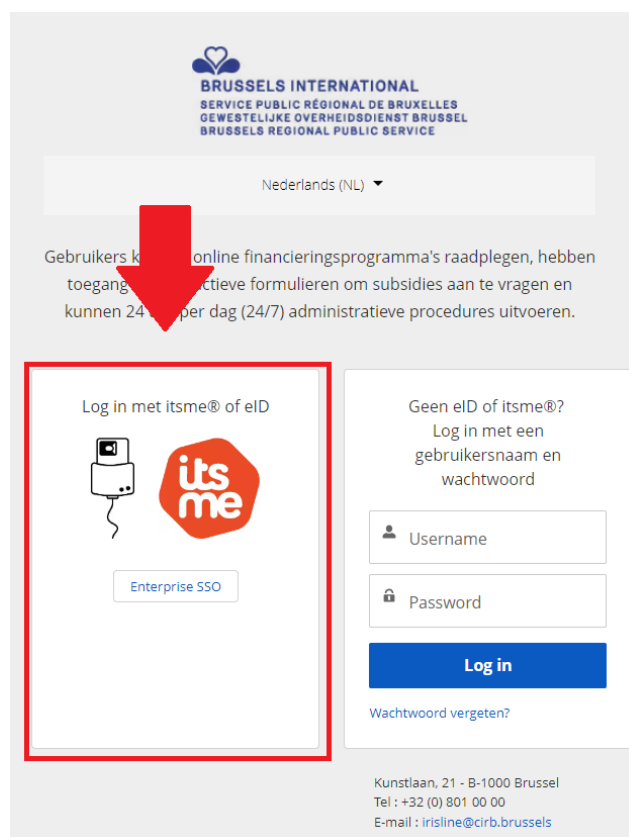 BRUSSELS INTERNATIONAL
SERVICE PUBLIC RÉGIONAL DE BRUXELLES
GEWESTELIJKE OVERHEIDSDIENST BRUSSEL
BRUSSELS REGIONAL PUBLIC SERVICE
Nederlands (NL)
Gebruikers k online financieringsprogramma's raadplegen, hebben
toegang ctieve formulieren om subsidies aan te vragen en
kunnen 24 per dag (24/7) administratieve procedures uitvoeren.
Log in met itsme® of eID
its
me
Enterprise SSO
Geen eID of itsme®?
Log in met een
gebruikersnaam en
wachtwoord
Username
Password
Log in
Wachtwoord vergeten?
Kunstlaan, 21 - B-1000 Brussel
Tel : +32 (0) 801 00 00
E-mail : irisline@cirb.brussels